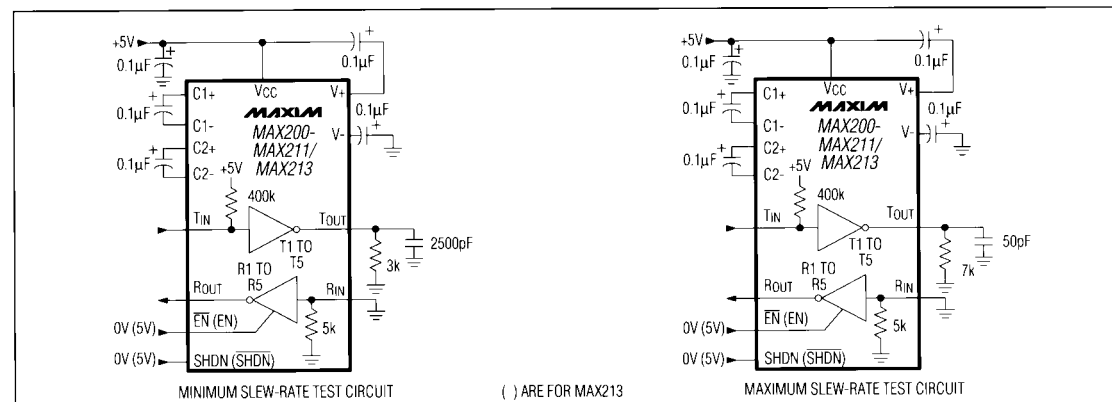 +5V
0.1µF
+
+
0.1µF
VCC
C1+
V+
+
0.1µF
MAXIM
0.1µF
C1-
MAX200-
MAX211/
MAX213
V-
+
+
C2+
0.1µF
C2-
+5V
400k
TIN
TOUT
T1 TO
T5
3k
2500pF
R1 TO
R5
ROUT
RIN
5k
0V (5V)
E̅N̅ (EN)
0V (5V)
SHDN (S̅H̅D̅N̅)
MINIMUM SLEW-RATE TEST CIRCUIT
( ) ARE FOR MAX213
+5V
0.1µF
+
+
0.1µF
VCC
C1+
V+
+
0.1µF
MAXIM
0.1µF
C1-
MAX200-
MAX211/
MAX213
V-
+
+
C2+
0.1µF
C2-
+5V
400k
TIN
TOUT
T1 TO
T5
7k
50pF
R1 TO
R5
ROUT
RIN
5k
0V (5V)
E̅N̅ (EN)
0V (5V)
SHDN (S̅H̅D̅N̅)
MAXIMUM SLEW-RATE TEST CIRCUIT